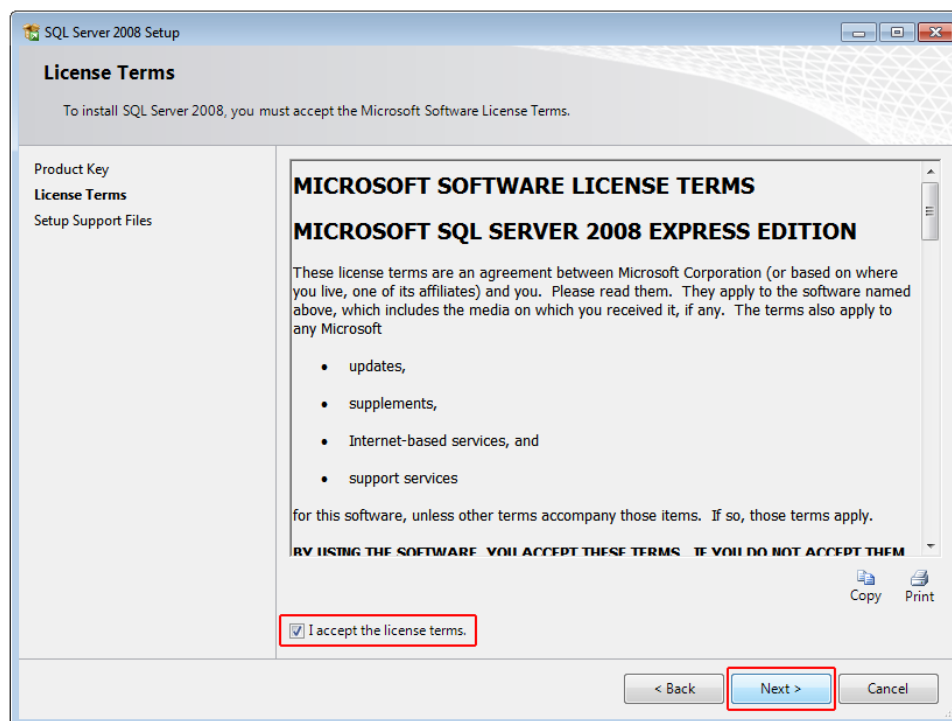 SQL Server 2008 Setup
License Terms
To install SQL Server 2008, you must accept the Microsoft Software License Terms.
Product Key
License Terms
Setup Support Files
MICROSOFT SOFTWARE LICENSE TERMS
MICROSOFT SQL SERVER 2008 EXPRESS EDITION
These license terms are an agreement between Microsoft Corporation (or based on where
you live, one of its affiliates) and you.  Please read them.  They apply to the software named
above, which includes the media on which you received it, if any.  The terms also apply to
any Microsoft
• updates,
• supplements,
• Internet-based services, and
• support services
for this software, unless other terms accompany those items.  If so, those terms apply.
BY USING THE SOFTWARE, YOU ACCEPT THESE TERMS.  IF YOU DO NOT ACCEPT THEM,
Copy
Print
I accept the license terms.
< Back
Next >
Cancel